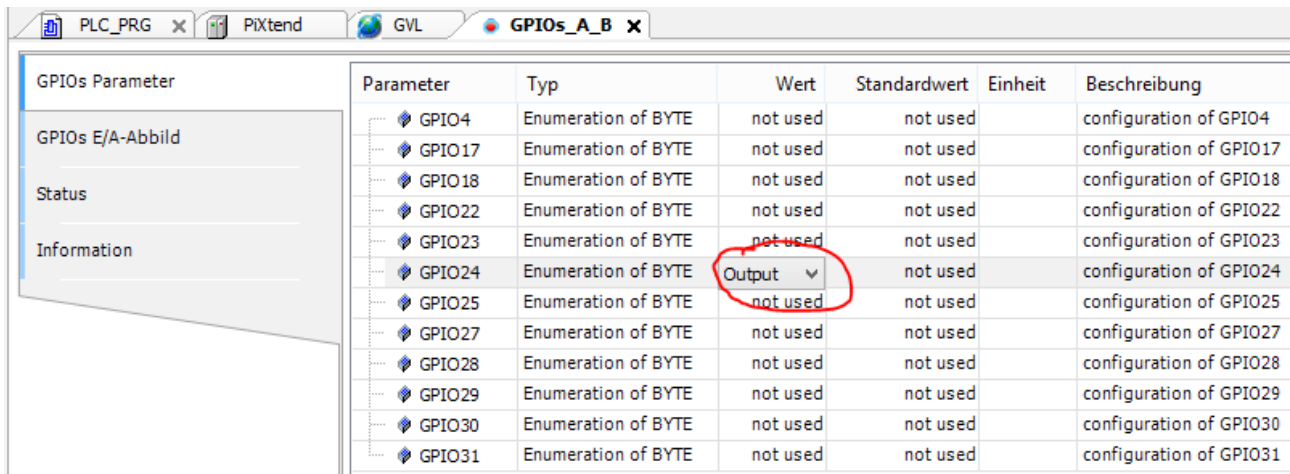 PLC_PRG PiXtend GVL GPIOs_A_B
GPIOs Parameter
GPIOs E/A-Abbild
Status
Information
Parameter Typ Wert Standardwert Einheit Beschreibung
GPIO4 Enumeration of BYTE not used not used configuration of GPIO4
GPIO17 Enumeration of BYTE not used not used configuration of GPIO17
GPIO18 Enumeration of BYTE not used not used configuration of GPIO18
GPIO22 Enumeration of BYTE not used not used configuration of GPIO22
GPIO23 Enumeration of BYTE not used not used configuration of GPIO23
GPIO24 Enumeration of BYTE Output not used configuration of GPIO24
GPIO25 Enumeration of BYTE not used not used configuration of GPIO25
GPIO27 Enumeration of BYTE not used not used configuration of GPIO27
GPIO28 Enumeration of BYTE not used not used configuration of GPIO28
GPIO29 Enumeration of BYTE not used not used configuration of GPIO29
GPIO30 Enumeration of BYTE not used not used configuration of GPIO30
GPIO31 Enumeration of BYTE not used not used configuration of GPIO31